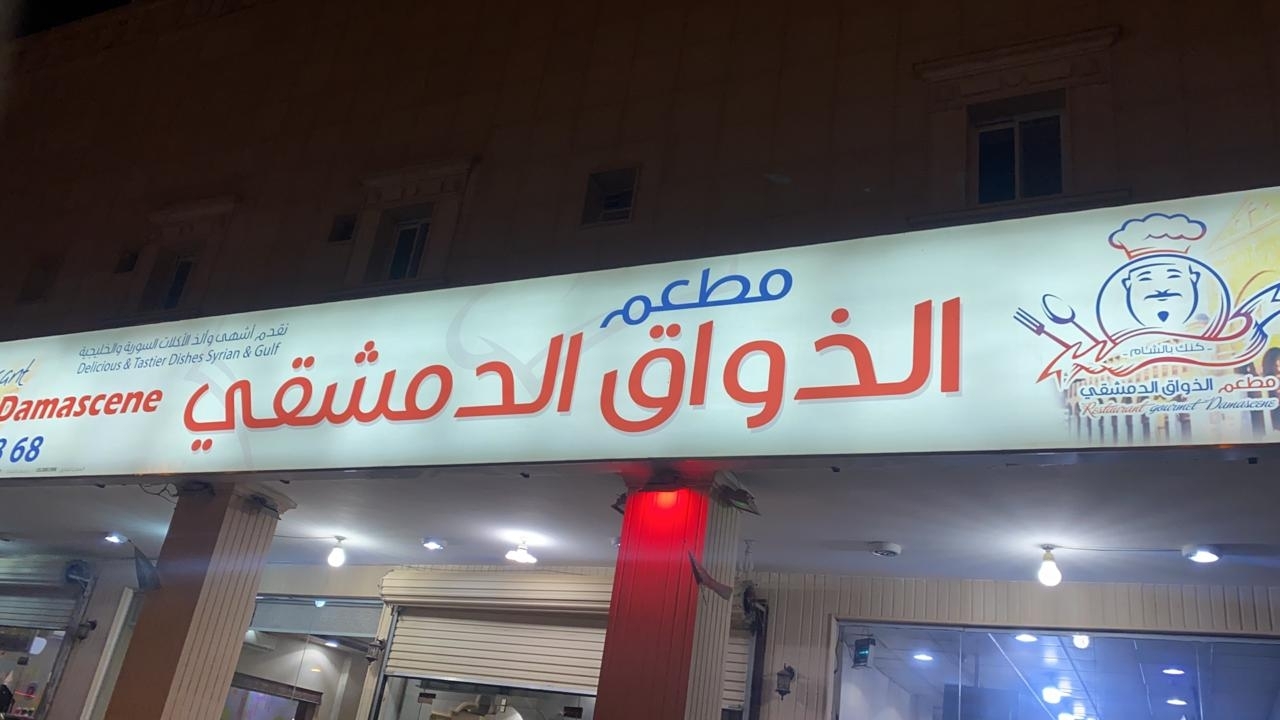 مطعم
الذواق الدمشقي
نقدم أشهى وألذ الأكلات السورية والخليجية
Delicious & Tastier Dishes Syrian & Gulf
Damascene
68
- كنك بالشام -
مطعم الذواق الدمشقي
Restaurant gourmet Damascene